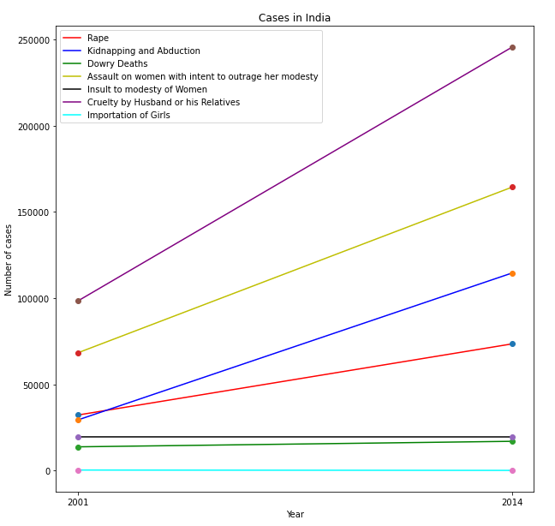 Cases in India
Rape
Kidnapping and Abduction
Dowry Deaths
Assault on women with intent to outrage her modesty
Insult to modesty of Women
Cruelty by Husband or his Relatives
Importation of Girls
250000
200000
150000
100000
50000
0
Number of cases
2001
2014
Year